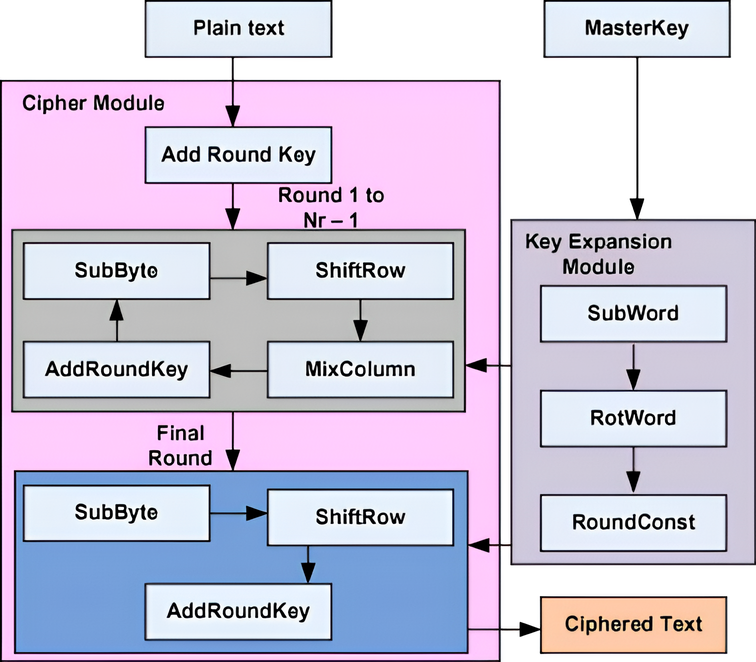 Plain text
MasterKey
Cipher Module
Add Round Key
Round 1 to
Nr – 1
SubByte
ShiftRow
AddRoundKey
MixColumn
Key Expansion
Module
SubWord
RotWord
RoundConst
Final
Round
SubByte
ShiftRow
AddRoundKey
Ciphered Text